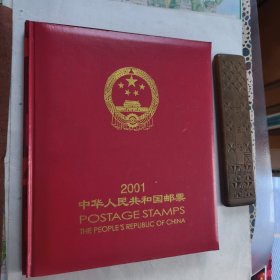 2001
中华人民共和国邮票
POSTAGE STAMPS
THE PEOPLE'S REPUBLIC OF CHINA